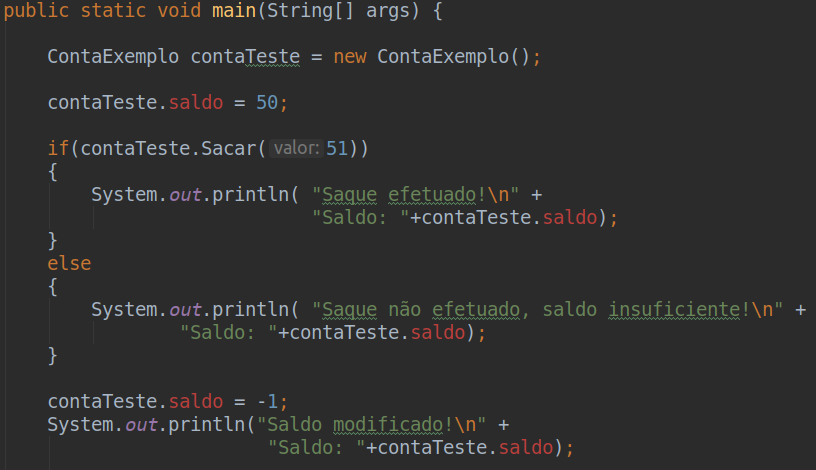 public static void main(String[] args) {
ContaExemplo contaTeste = new ContaExemplo();
contaTeste.saldo = 50;
if(contaTeste.Sacar( valor: 51))
{
System.out.println( "Saque efetuado!\n" +
"Saldo: "+contaTeste.saldo);
}
else
{
System.out.println( "Saque não efetuado, saldo insuficiente!\n" +
"Saldo: "+contaTeste.saldo);
}
contaTeste.saldo = -1;
System.out.println("Saldo modificado!\n" +
"Saldo: "+contaTeste.saldo);